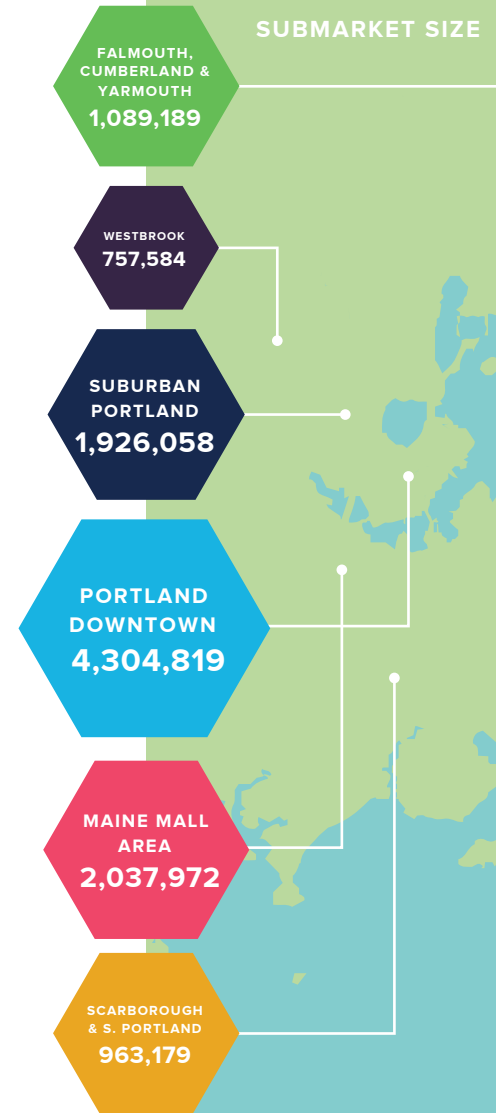 SUBMARKET SIZE
FALMOUTH,
CUMBERLAND &
YARMOUTH
1,089,189
WESTBROOK
757,584
SUBURBAN
PORTLAND
1,926,058
PORTLAND
DOWNTOWN
4,304,819
MAINE MALL
AREA
2,037,972
SCARBOROUGH
& S. PORTLAND
963,179